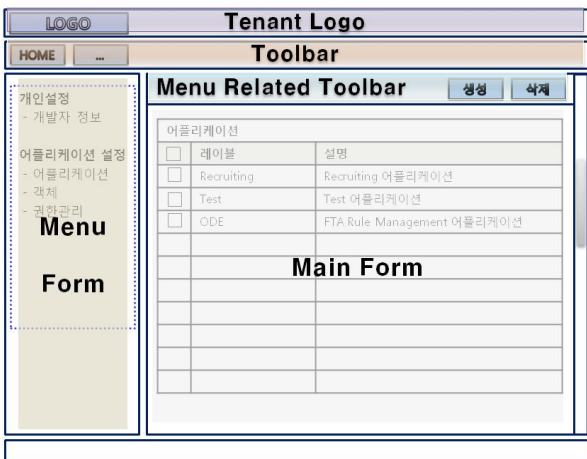 LOGO Tenant Logo
HOME ... Toolbar
Menu Related Toolbar 생성 삭제
개인설정
- 개발자 정보
어플리케이션 설정
- 어플리케이션
- 객체
- 권한관리
Menu
Form
어플리케이션
레이블 설명
Recruiting Recruiting 어플리케이션
Test Test 어플리케이션
ODE FTA Rule Management 어플리케이션
Main Form